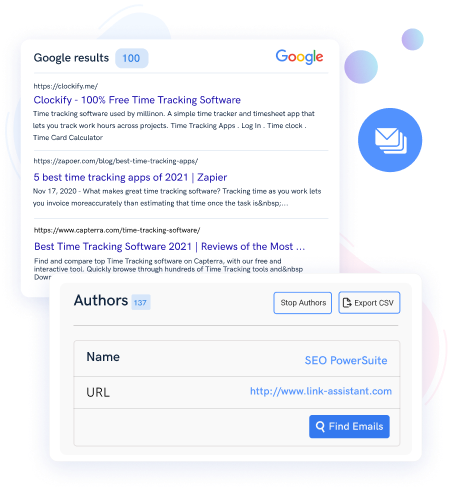 Google results 100 Google
https://clockify.me/
Clockify - 100% Free Time Tracking Software
Time tracking software used by millinon. A simple time tracker and timesheet app that
lets you track work hours across projects. Time Tracking Apps . Log In . Time clock .
Time Card Calculator
https://zapoer.com/blog/best-time-tracking-apps/
5 best time tracking apps of 2021 | Zapier
Nov 17, 2020 - What makes great time tracking software? Tracking time as you work lets
you invoice moreaccurately than estimating that time once the task is&nbsp;...
https://www.capterra.com/time-tracking-software/
Best Time Tracking Software 2021 | Reviews of the Most ...
Find and compare top Time Tracking software on Capterra, with our free and
interactive tool. Quickly browse through hundreds of Time Tracking tools and&nbsp
Authors 137 Stop Authors Export CSV
Name SEO PowerSuite
URL http://www.link-assistant.com
Find Emails